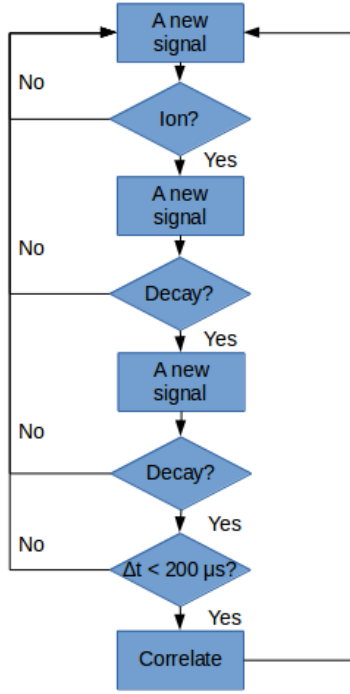 A new
signal
No
Ion?
Yes
A new
signal
No
Decay?
Yes
A new
signal
No
Decay?
Yes
No
Δt < 200 μs?
Yes
Correlate